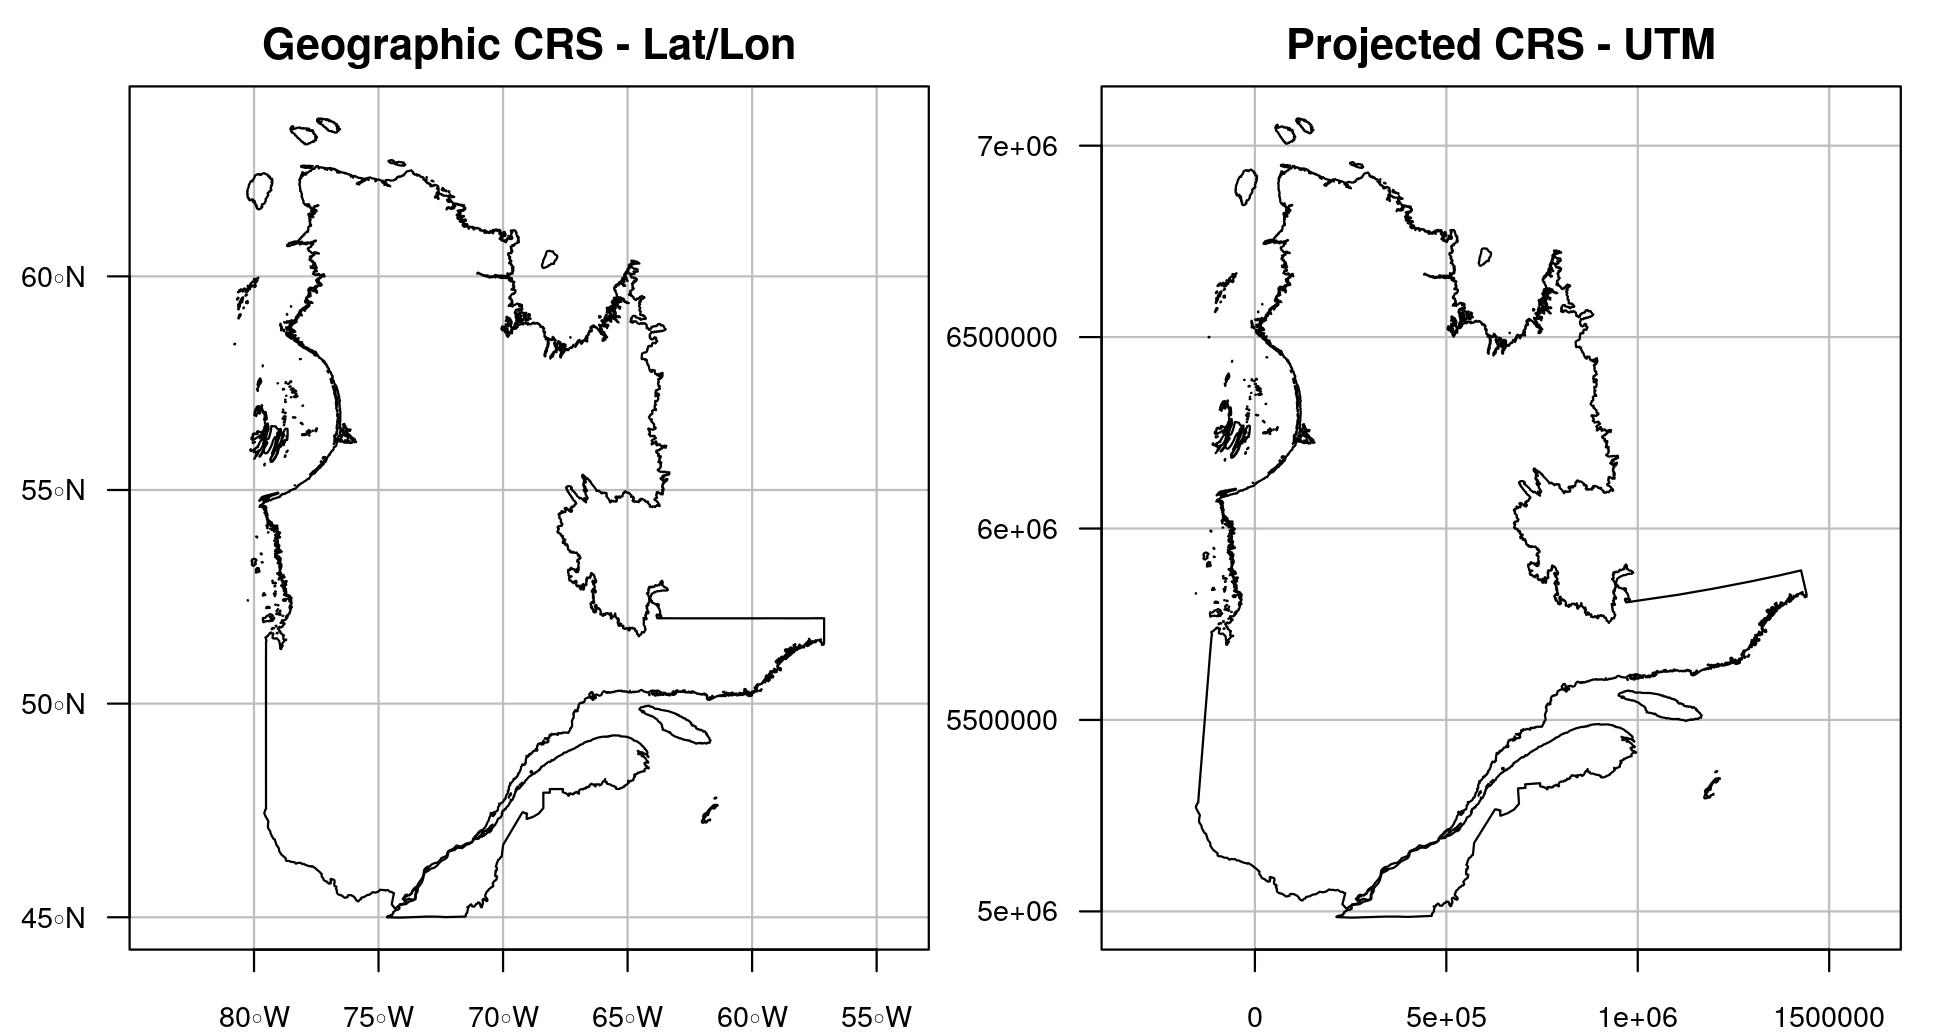 Geographic CRS - Lat/Lon
60◦N
55◦N
50◦N
45◦N
80◦W 75◦W 70◦W 65◦W 60◦W 55◦W
Projected CRS - UTM
7e+06
6500000
6e+06
5500000
5e+06
0 5e+05 1e+06 1500000